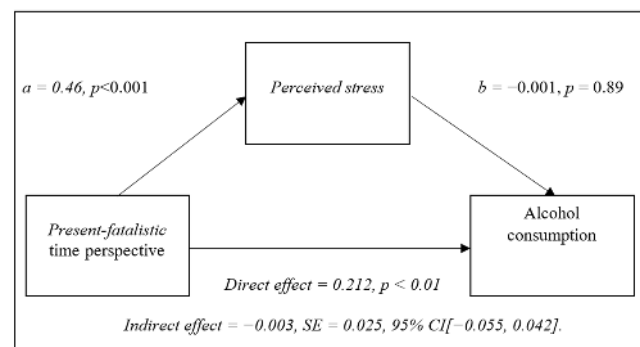 a = 0.46, p<0.001
Perceived stress
b = −0.001, p = 0.89
Present-fatalistic
time perspective
Alcohol
consumption
Direct effect = 0.212, p < 0.01
Indirect effect = −0.003, SE = 0.025, 95% CI[−0.055, 0.042].